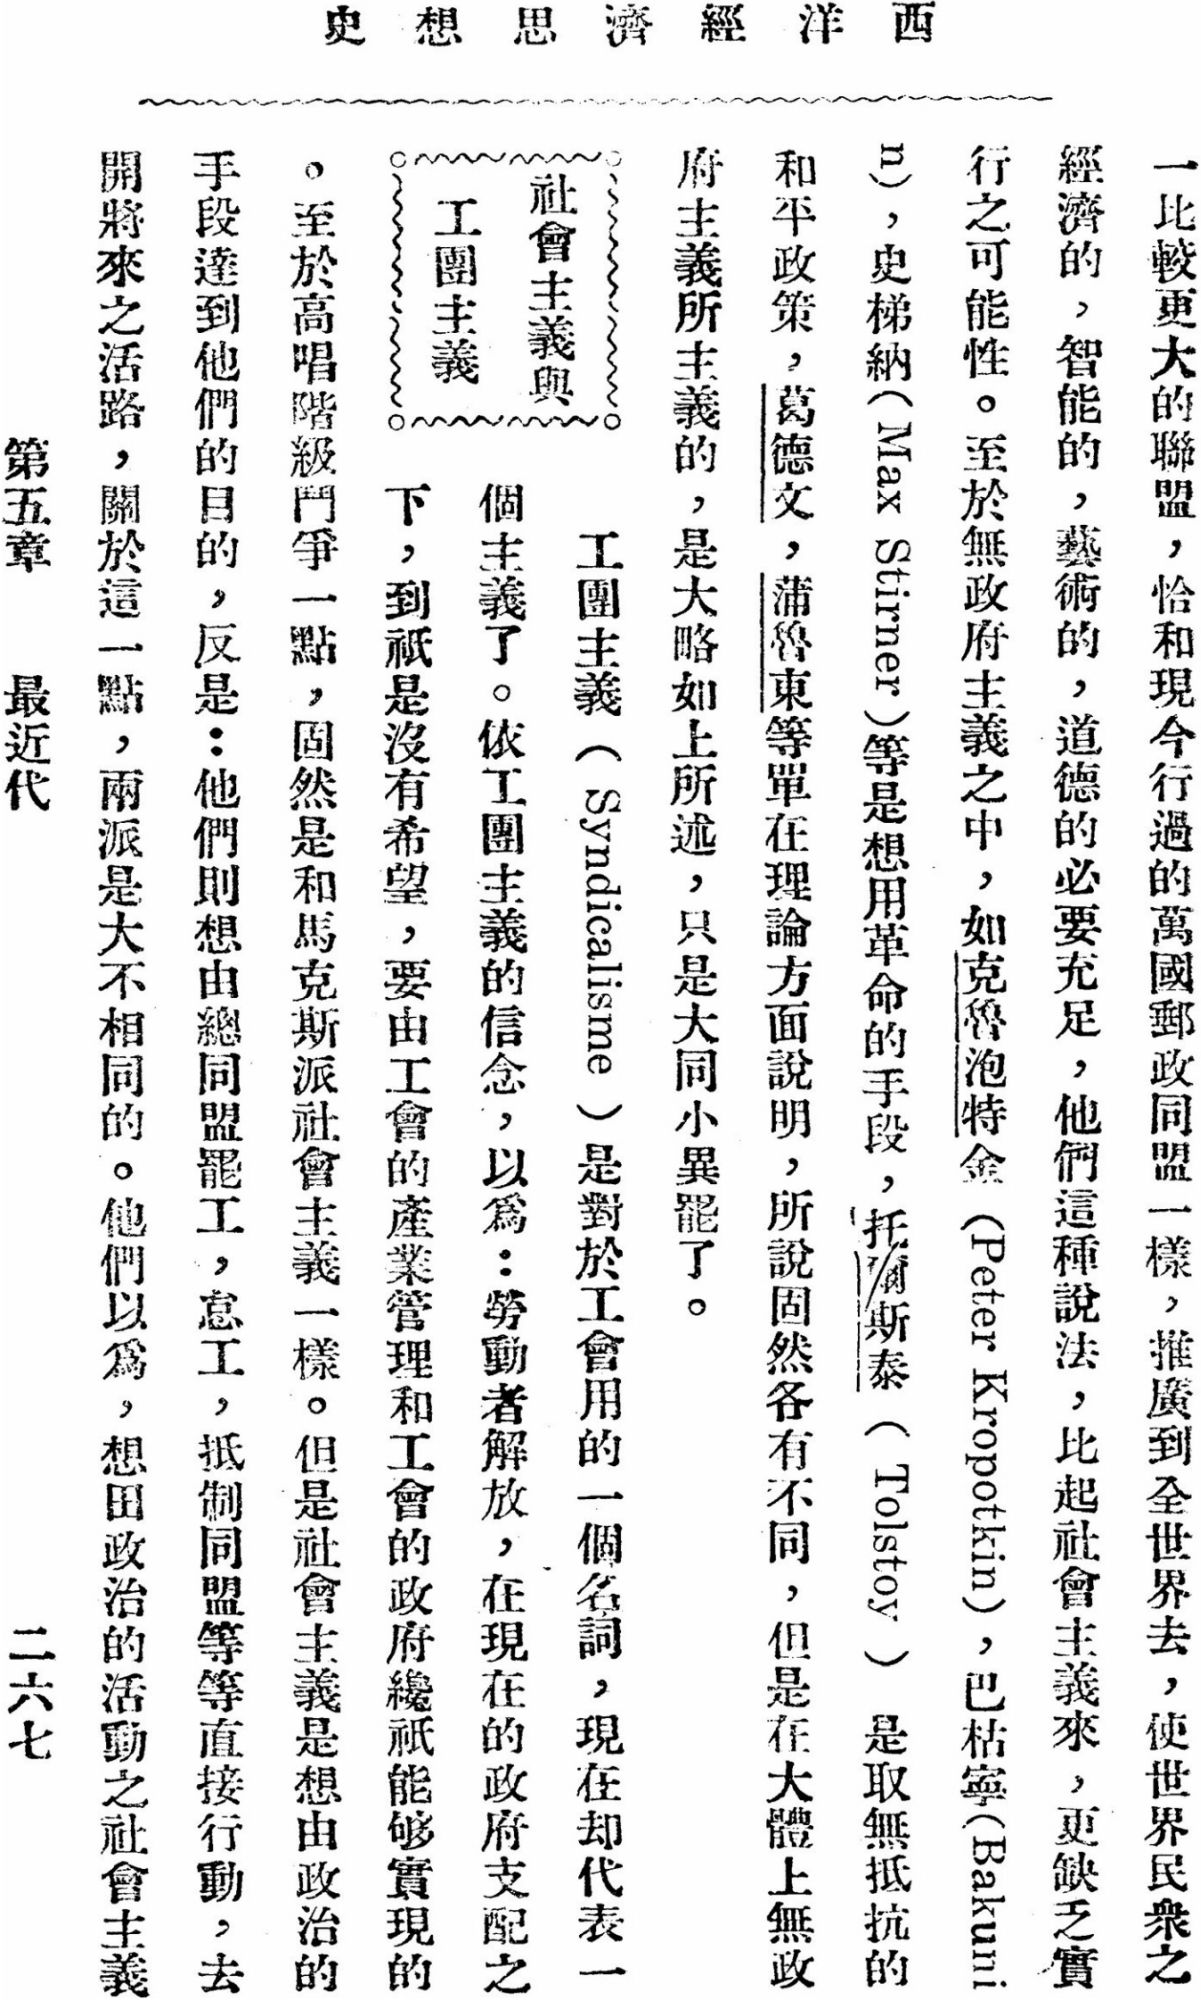 西洋經濟思想史
一比較更大的聯盟，恰和現今行過的萬國郵政同盟一樣，推廣到全世界去，使世界民衆之
經濟的，智能的，藝術的，道德的必要充足，他們這種說法，比起社會主義來，更缺乏實
行之可能性。至於無政府主義之中，如克魯泡特金（Peter Kropotkin），巴枯寧（Bakuni
n），史梯納（Max Stirner）等是想用革命的手段，托爾斯泰（Tolstoy）是取無抵抗的
和平政策，葛德文，蒲魯東等單在理論方面說明，所說固然各有不同，但是在大體上無政
府主義所主義的，是大略如上所述，只是大同小異罷了。
社會主義與
工團主義
工團主義（Syndicalisme）是對於工會用的一個名詞，現在却代表一
個主義了。依工團主義的信念，以爲：勞動者解放，在現在的政府支配之
下，到祇是沒有希望，要由工會的產業管理和工會的政府纔祇能够實現的
。至於高唱階級鬥爭一點，固然是和馬克斯派社會主義一樣。但是社會主義是想由政治的
手段達到他們的目的，反是：他們則想由總同盟罷工，怠工，抵制同盟等等直接行動，去
開將來之活路，關於這一點，兩派是大不相同的。他們以爲，想田政治的活動之社會主義
第五章　最近代　二六七